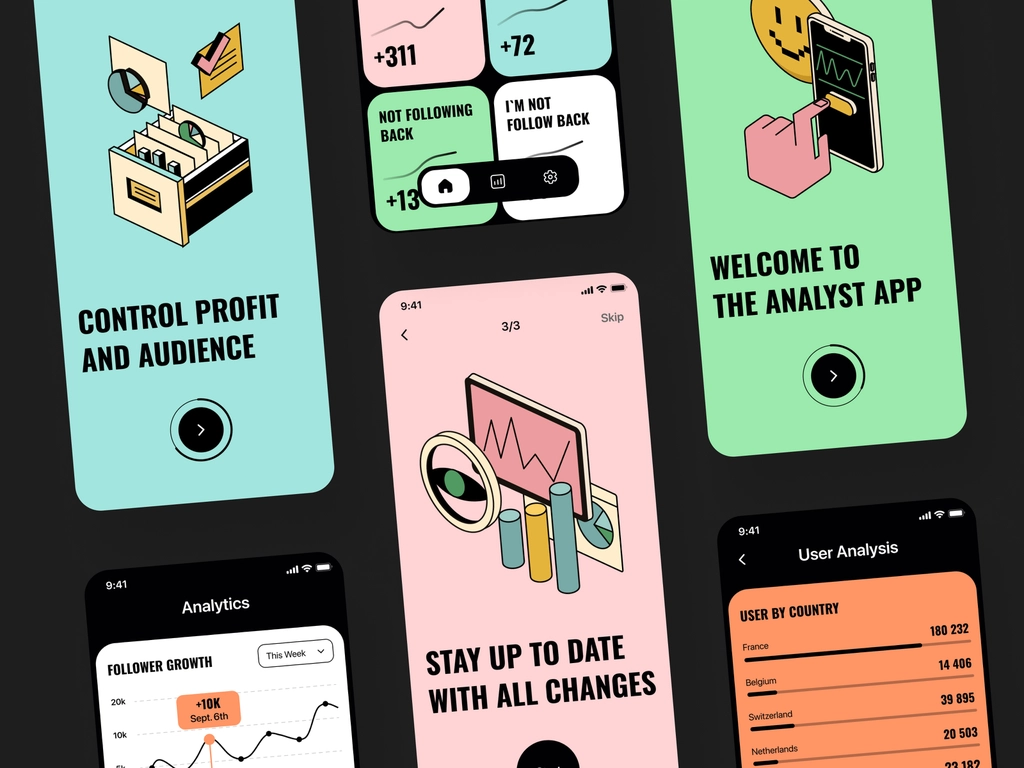 CONTROL PROFIT
AND AUDIENCE
+311
+72
NOT FOLLOWING
BACK
+13
I`M NOT
FOLLOW BACK
WELCOME TO
THE ANALYST APP
9:41
3/3
Skip
STAY UP TO DATE
WITH ALL CHANGES
9:41
Analytics
FOLLOWER GROWTH
This Week
20k
+10K
Sept. 6th
10k
5k
9:41
User Analysis
USER BY COUNTRY
France
180 232
Belgium
14 406
Switzerland
39 895
Netherlands
20 503
23 182